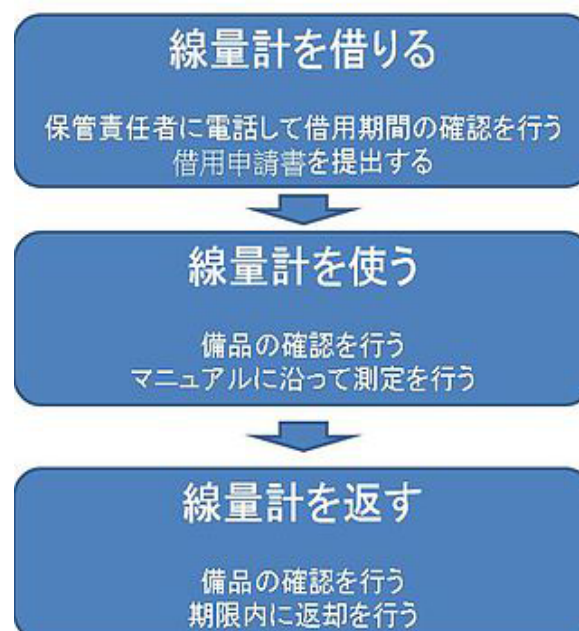 線量計を借りる
保管責任者に電話して借用期間の確認を行う
借用申請書を提出する
線量計を使う
備品の確認を行う
マニュアルに沿って測定を行う
線量計を返す
備品の確認を行う
期限内に返却を行う